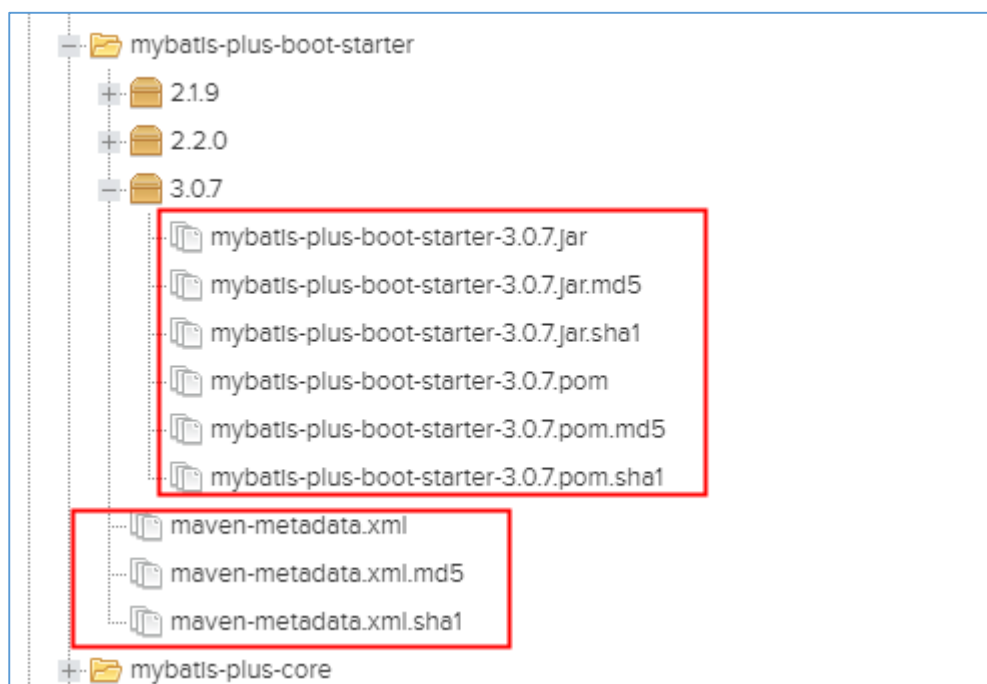 mybatis-plus-boot-starter
2.1.9
2.2.0
3.0.7
mybatis-plus-boot-starter-3.0.7.jar
mybatis-plus-boot-starter-3.0.7.jar.md5
mybatis-plus-boot-starter-3.0.7.jar.sha1
mybatis-plus-boot-starter-3.0.7.pom
mybatis-plus-boot-starter-3.0.7.pom.md5
mybatis-plus-boot-starter-3.0.7.pom.sha1
maven-metadata.xml
maven-metadata.xml.md5
maven-metadata.xml.sha1
mybatis-plus-core